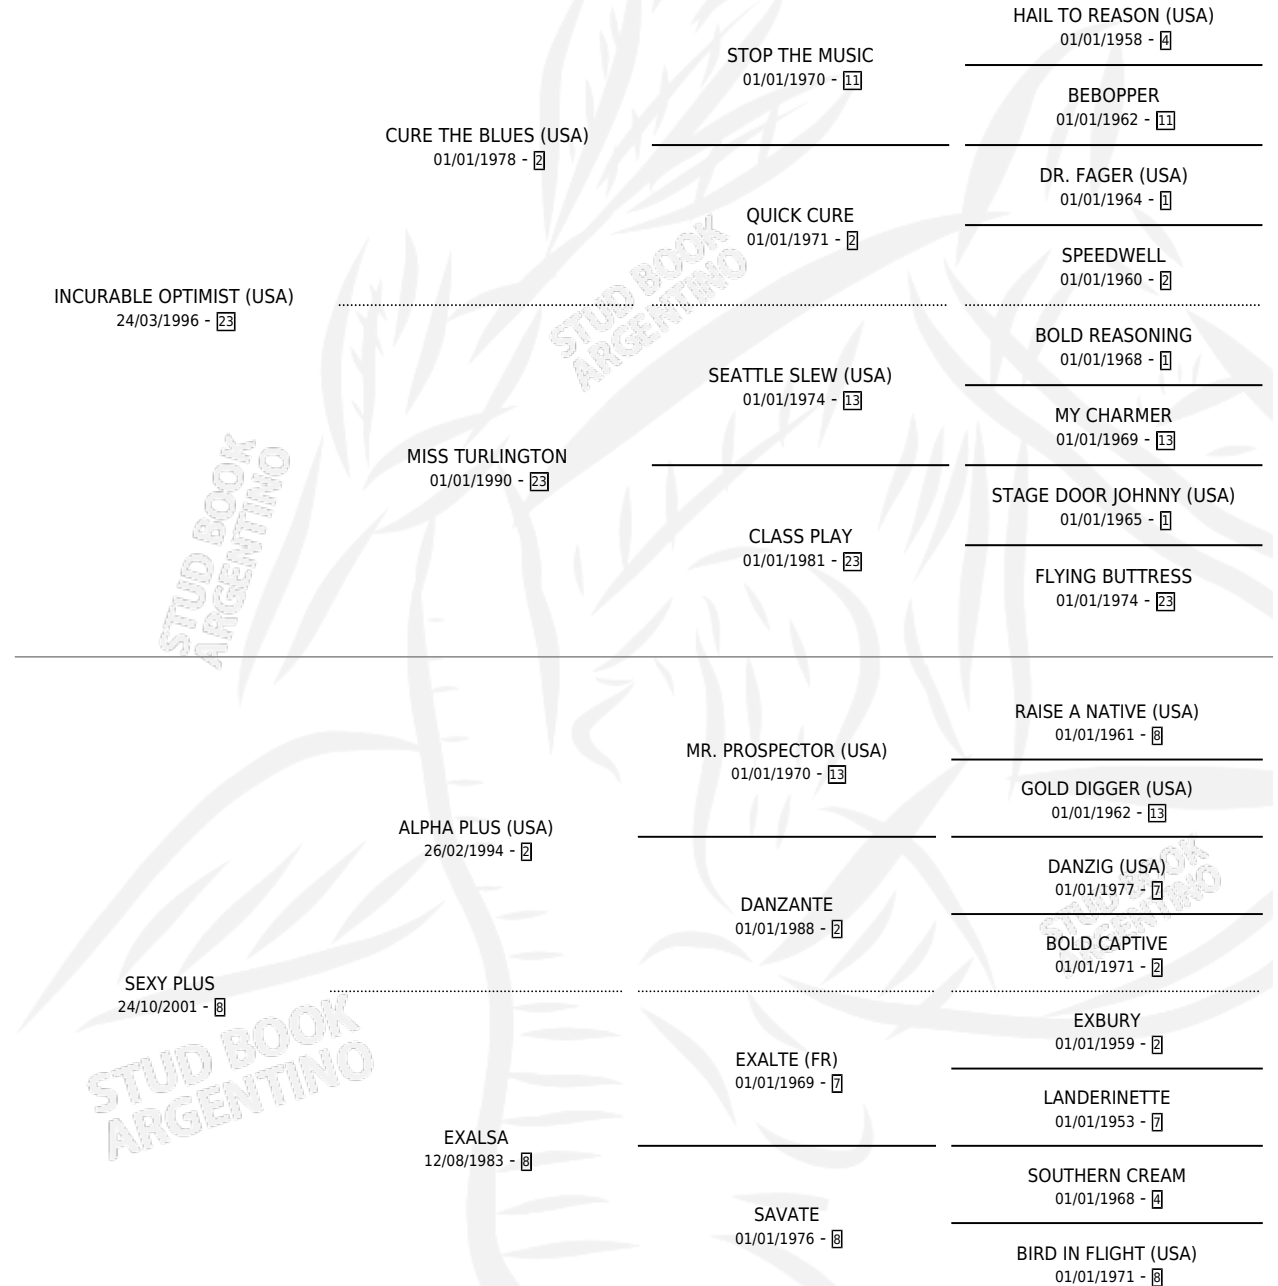 HAIL TO REASON (USA)
01/01/1958 - 4
STOP THE MUSIC
01/01/1970 - 11
BEBOPPER
01/01/1962 - 11
CURE THE BLUES (USA)
01/01/1978 - 2
DR. FAGER (USA)
01/01/1964 - 1
QUICK CURE
01/01/1971 - 2
SPEEDWELL
01/01/1960 - 2
INCURABLE OPTIMIST (USA)
24/03/1996 - 23
BOLD REASONING
01/01/1968 - 1
SEATTLE SLEW (USA)
01/01/1974 - 13
MY CHARMER
01/01/1969 - 13
MISS TURLINGTON
01/01/1990 - 23
STAGE DOOR JOHNNY (USA)
01/01/1965 - 1
CLASS PLAY
01/01/1981 - 23
FLYING BUTTRESS
01/01/1974 - 23
RAISE A NATIVE (USA)
01/01/1961 - 8
MR. PROSPECTOR (USA)
01/01/1970 - 13
GOLD DIGGER (USA)
01/01/1962 - 13
ALPHA PLUS (USA)
26/02/1994 - 2
DANZIG (USA)
01/01/1977 - 7
DANZANTE
01/01/1988 - 2
BOLD CAPTIVE
01/01/1971 - 2
SEXY PLUS
24/10/2001 - 8
EXBURY
01/01/1959 - 2
EXALTE (FR)
01/01/1969 - 7
LANDERINETTE
01/01/1953 - 7
EXALSA
12/08/1983 - 8
SOUTHERN CREAM
01/01/1968 - 4
SAVATE
01/01/1976 - 8
BIRD IN FLIGHT (USA)
01/01/1971 - 8
STUD BOOK
ARGENTINO
STUD BOOK
ARGENTINO
STUD BOOK
ARGENTINO
STUD BOOK
ARGENTINO